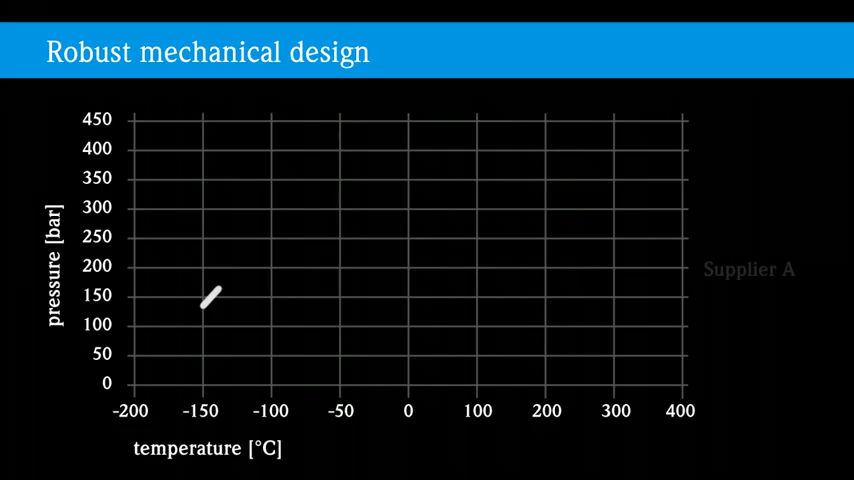 Robust mechanical design
450
400
350
300
250
200
150
100
50
0
pressure [bar]
Supplier A
-200 -150 -100 -50 0 100 200 300 400
temperature [°C]